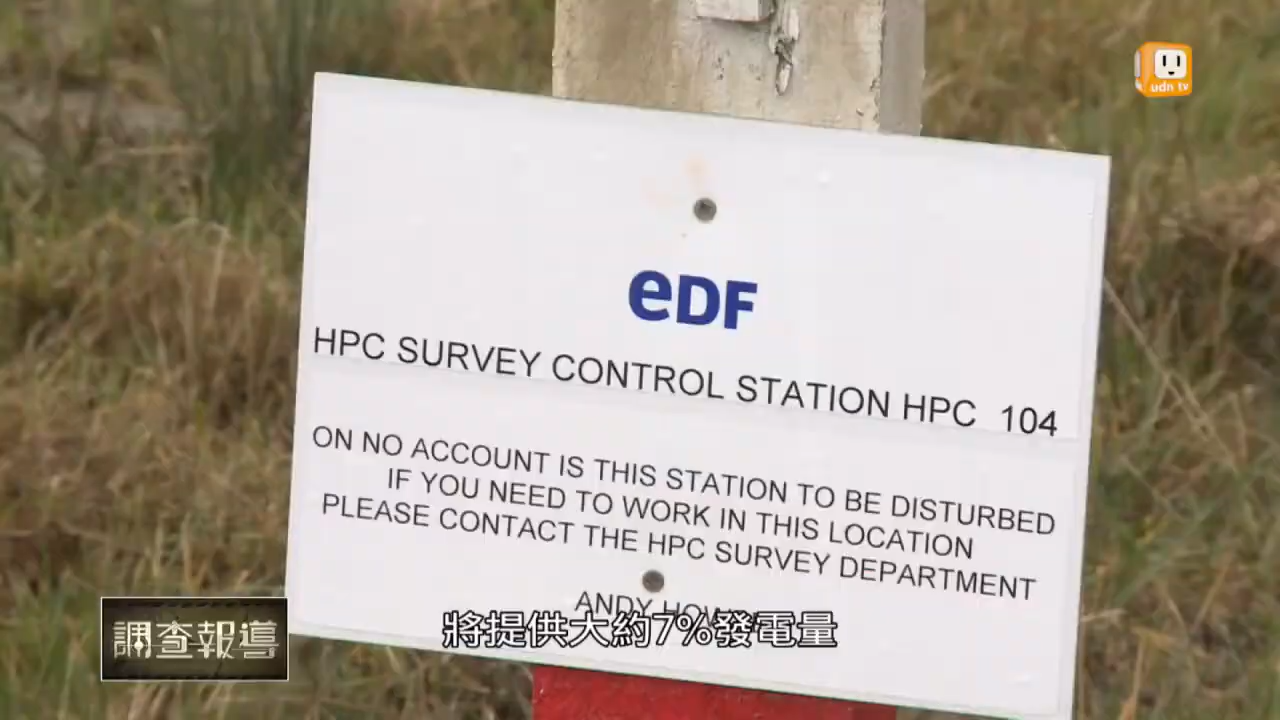 udn tv
eDF
HPC SURVEY CONTROL STATION HPC 104
ON NO ACCOUNT IS THIS STATION TO BE DISTURBED
IF YOU NEED TO WORK IN THIS LOCATION
PLEASE CONTACT THE HPC SURVEY DEPARTMENT
ANDY
將提供大約7%發電量
調查報導